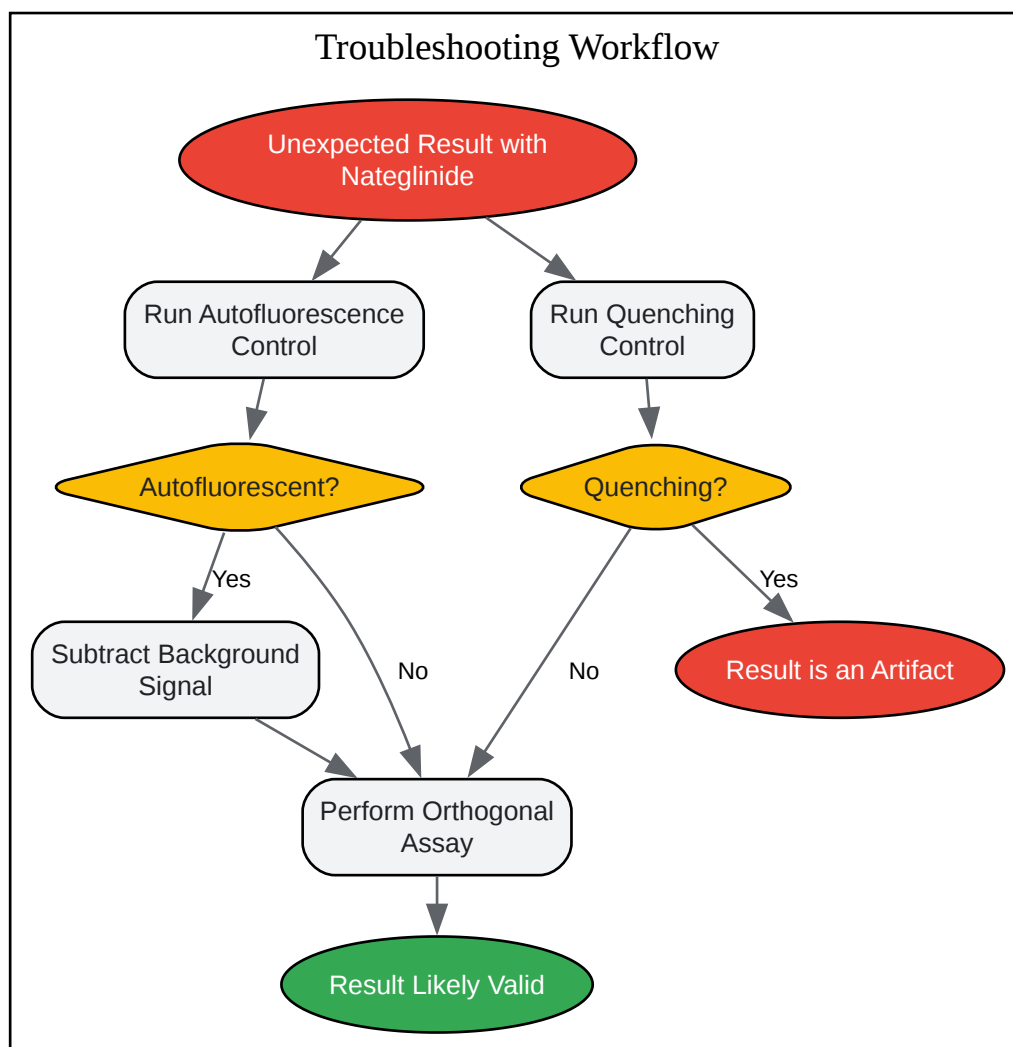 Troubleshooting Workflow
Unexpected Result with
Nateglinide
Run Autofluorescence
Control
Run Quenching
Control
Autofluorescent?
Quenching?
Yes
Yes
Subtract Background
Signal
No
No
Result is an Artifact
Perform Orthogonal
Assay
Result Likely Valid